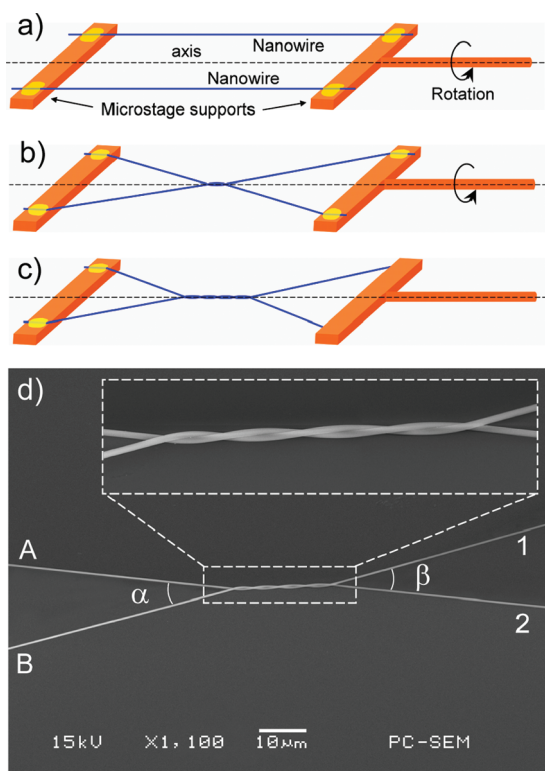 a)
axis
Nanowire
Nanowire
Microstage supports
Rotation
b)
c)
d)
A
1
α
β
2
B
15kV X1,100 10µm PC-SEM